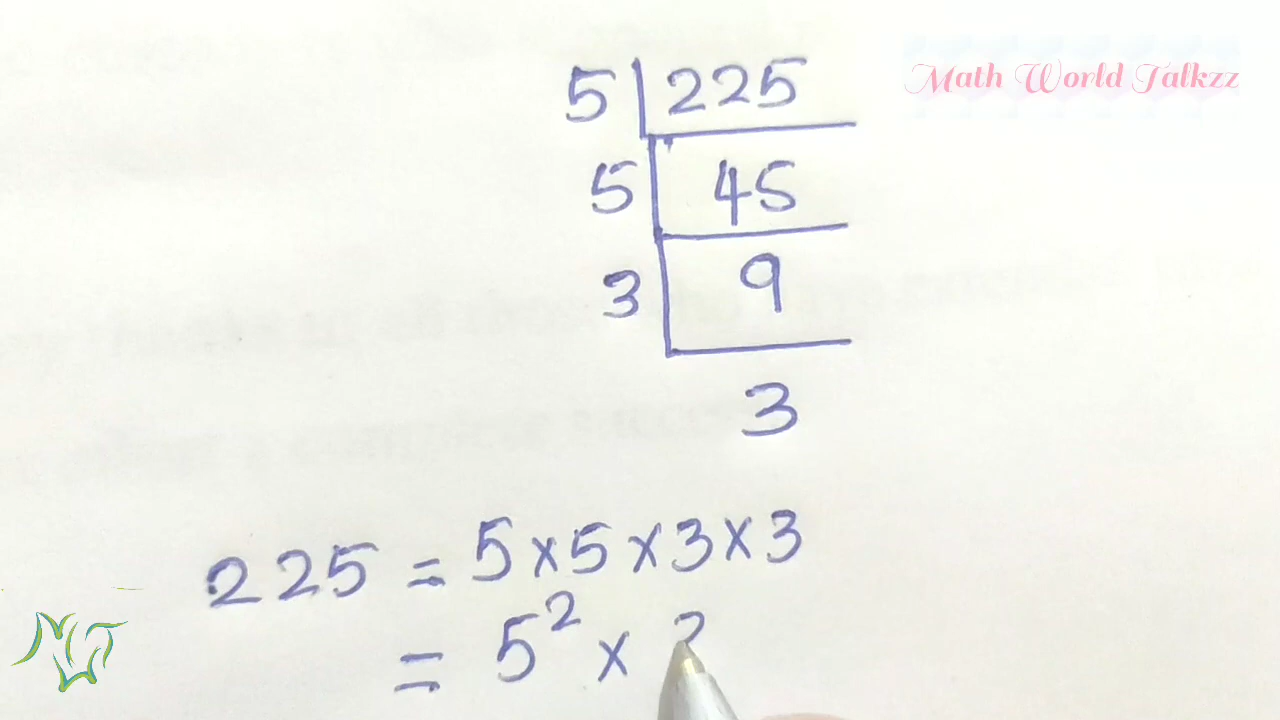 Math World Talkzz
5 225
5 45
3 9
3
225 = 5×5×3×3
= 5² ×